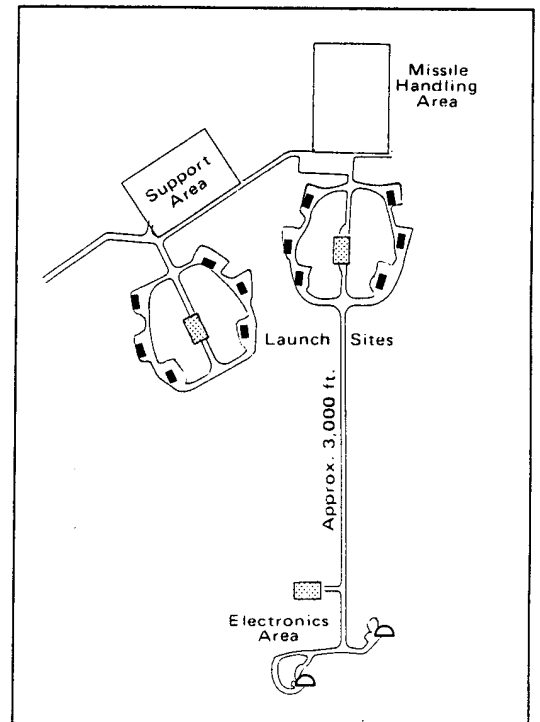 Missile
Handling
Area
Support
Area
Launch Sites
Approx. 3,000 ft.
Electronics
Area